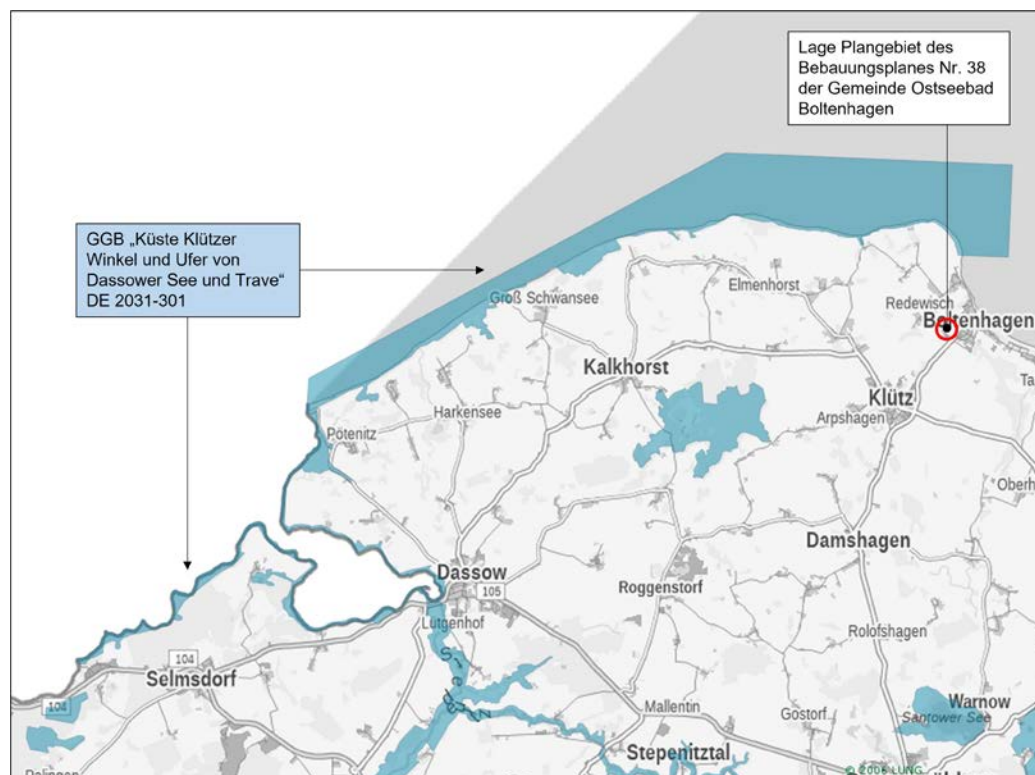 Lage Plangebiet des
Bebauungsplanes Nr. 38
der Gemeinde Ostseebad
Boltenhagen
GGB „Küste Klützer
Winkel und Ufer von
Dassower See und Trave“
DE 2031-301
Groß Schwansee
Elmenhorst
Redewisch
Boltenhagen
Kalkhorst
Klütz
Arpshagen
Harkensee
Potenitz
Damshagen
Dassow
105
Roggenstorf
Lütgenhof
Rolofshagen
104
Selmsdorf
104
Mallentin
Gostorf
Warnow
Santower See
Stepenitztal
© 2006 LUNG